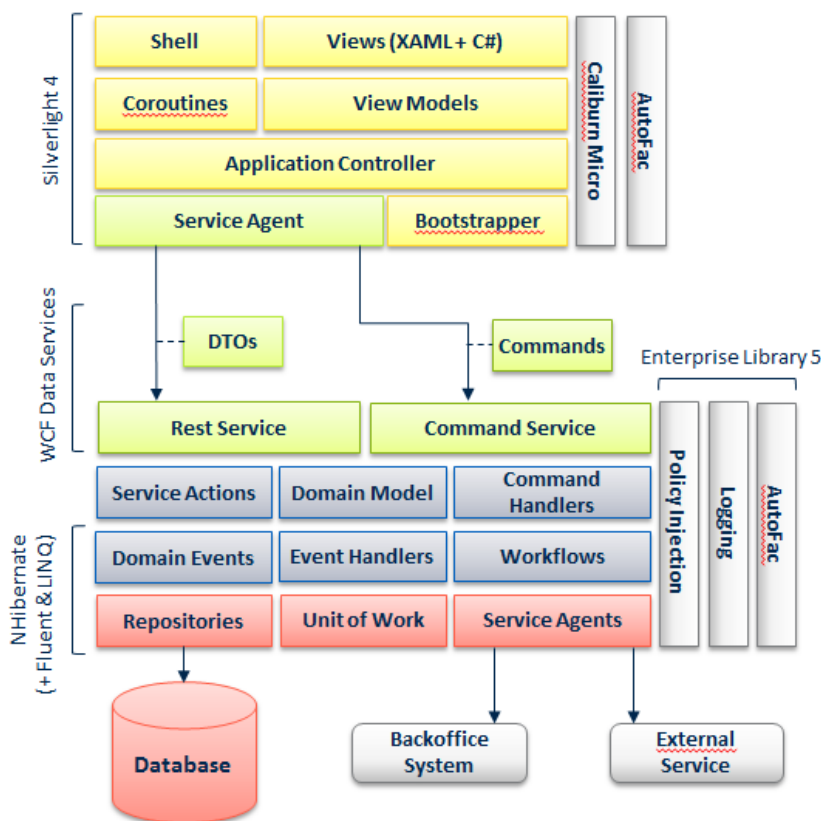 Silverlight 4
Shell
Views (XAML + C#)
Coroutines
View Models
Application Controller
Service Agent
Bootstrapper
Caliburn Micro
AutoFac
WCF Data Services
DTOs
Commands
Enterprise Library 5
Rest Service
Command Service
Policy Injection
Logging
AutoFac
Service Actions
Domain Model
Command
Handlers
NHibernate
(+ Fluent & LINQ)
Domain Events
Event Handlers
Workflows
Repositories
Unit of Work
Service Agents
Database
Backoffice
System
External
Service